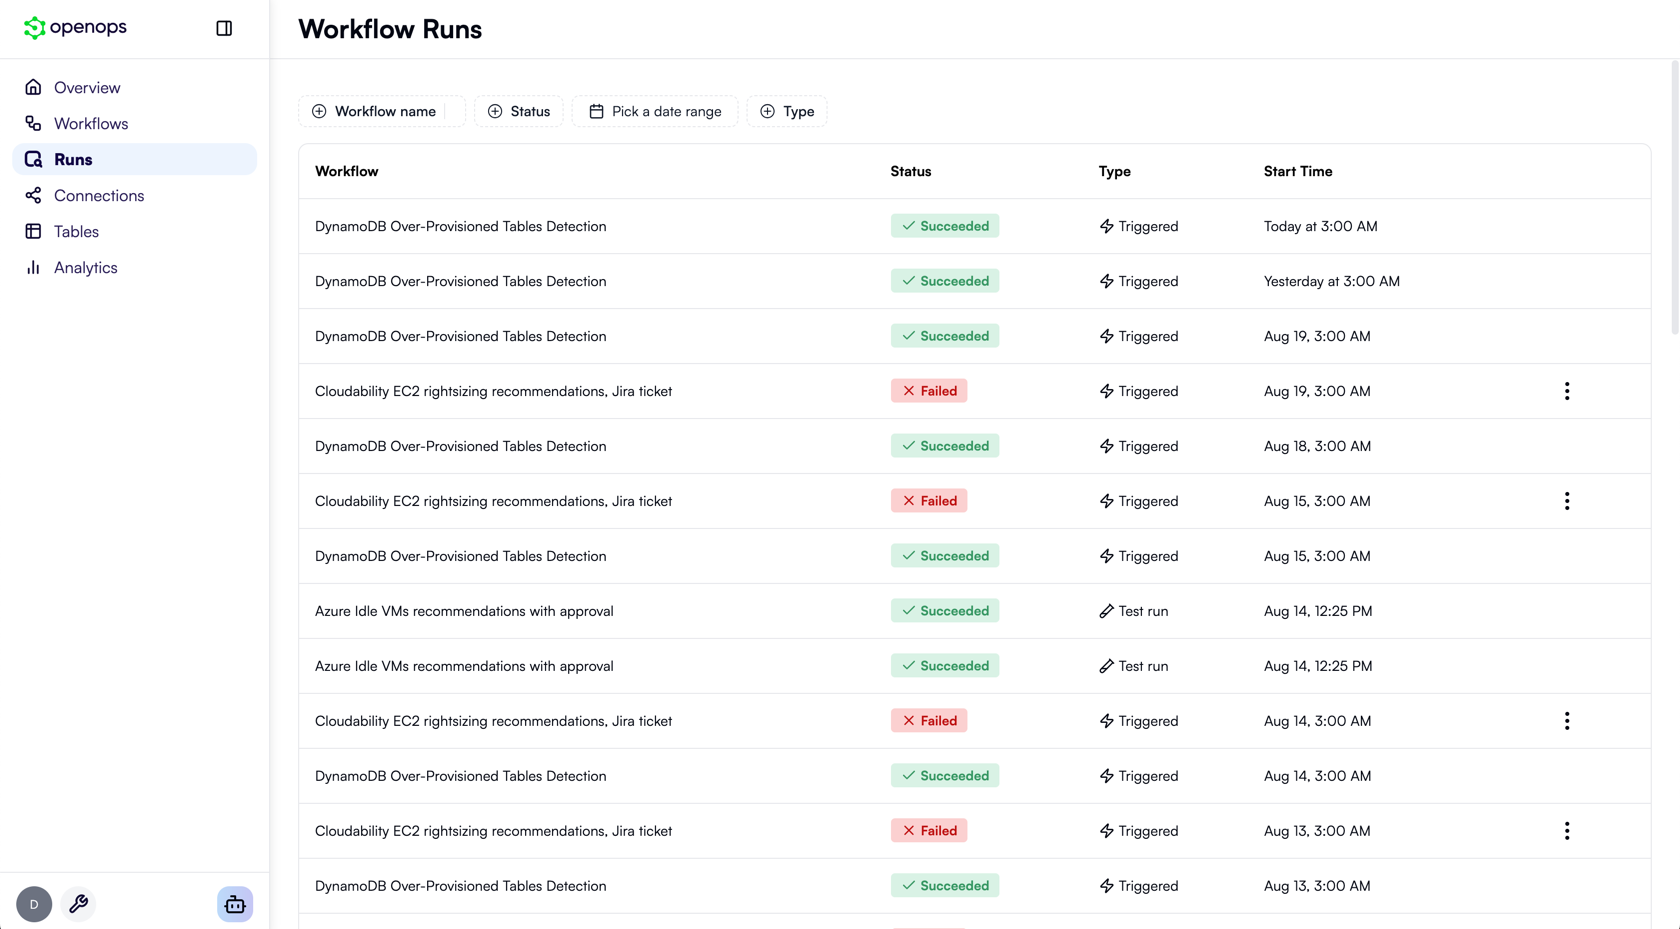 openops
Workflow Runs
Overview
Workflows
Runs
Connections
Tables
Analytics
Workflow name
Status
Pick a date range
Type
Workflow Status Type Start Time
DynamoDB Over-Provisioned Tables Detection Succeeded Triggered Today at 3:00 AM
DynamoDB Over-Provisioned Tables Detection Succeeded Triggered Yesterday at 3:00 AM
DynamoDB Over-Provisioned Tables Detection Succeeded Triggered Aug 19, 3:00 AM
Cloudability EC2 rightsizing recommendations, Jira ticket Failed Triggered Aug 19, 3:00 AM
DynamoDB Over-Provisioned Tables Detection Succeeded Triggered Aug 18, 3:00 AM
Cloudability EC2 rightsizing recommendations, Jira ticket Failed Triggered Aug 15, 3:00 AM
DynamoDB Over-Provisioned Tables Detection Succeeded Triggered Aug 15, 3:00 AM
Azure Idle VMs recommendations with approval Succeeded Test run Aug 14, 12:25 PM
Azure Idle VMs recommendations with approval Succeeded Test run Aug 14, 12:25 PM
Cloudability EC2 rightsizing recommendations, Jira ticket Failed Triggered Aug 14, 3:00 AM
DynamoDB Over-Provisioned Tables Detection Succeeded Triggered Aug 14, 3:00 AM
Cloudability EC2 rightsizing recommendations, Jira ticket Failed Triggered Aug 13, 3:00 AM
DynamoDB Over-Provisioned Tables Detection Succeeded Triggered Aug 13, 3:00 AM
D